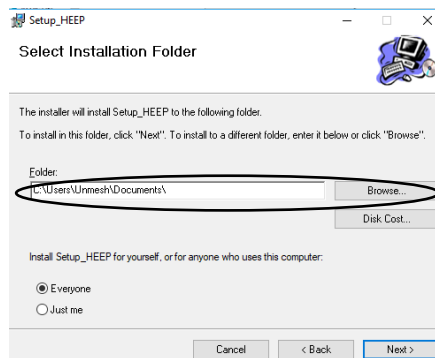 Setup_HEEP
Select Installation Folder
The installer will install Setup_HEEP to the following folder.
To install in this folder, click "Next". To install to a different folder, enter it below or click "Browse".
Folder:
C:\Users\Unmesh\Documents\
Browse...
Disk Cost...
Install Setup_HEEP for yourself, or for anyone who uses this computer:
Everyone
Just me
Cancel
< Back
Next >